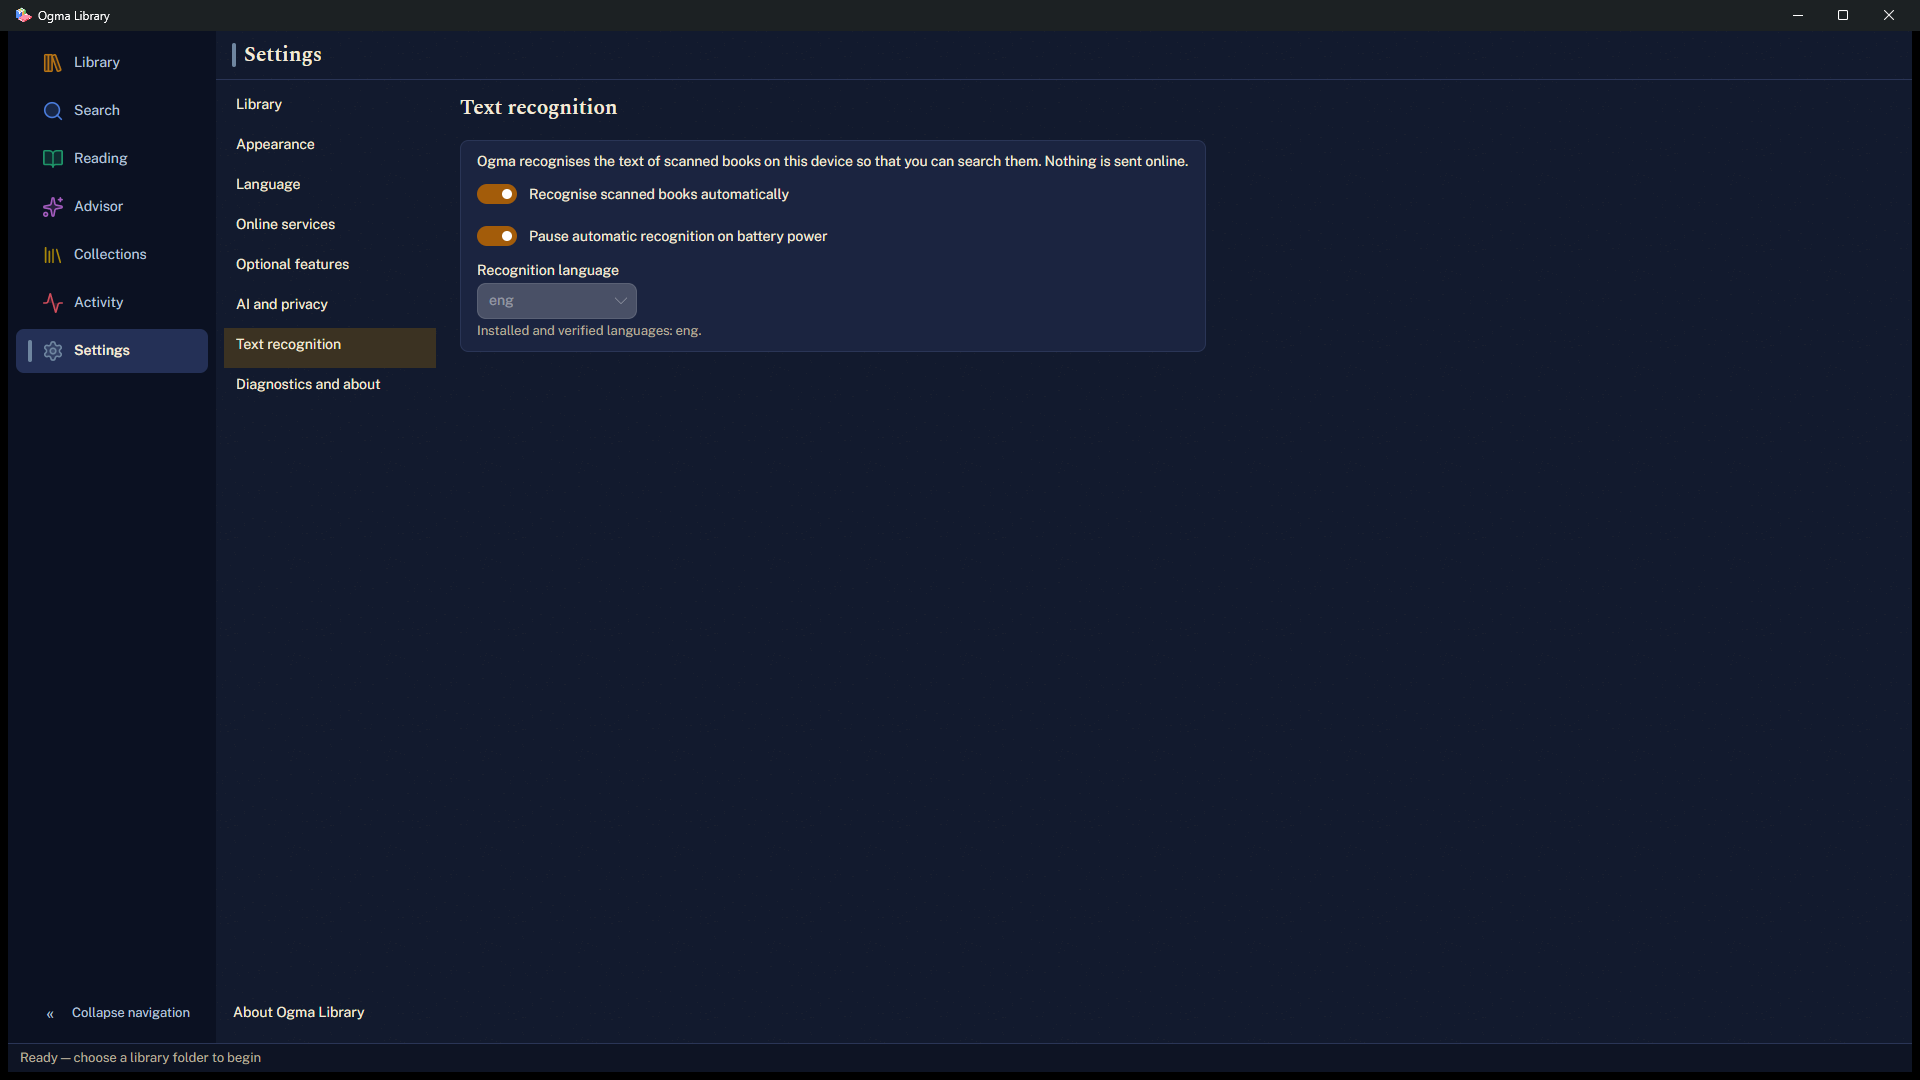 Ogma Library
Library
Search
Reading
Advisor
Collections
Activity
Settings
« Collapse navigation
Settings
Library
Appearance
Language
Online services
Optional features
AI and privacy
Text recognition
Diagnostics and about
About Ogma Library
Text recognition
Ogma recognises the text of scanned books on this device so that you can search them. Nothing is sent online.
Recognise scanned books automatically
Pause automatic recognition on battery power
Recognition language
eng
Installed and verified languages: eng.
Ready — choose a library folder to begin